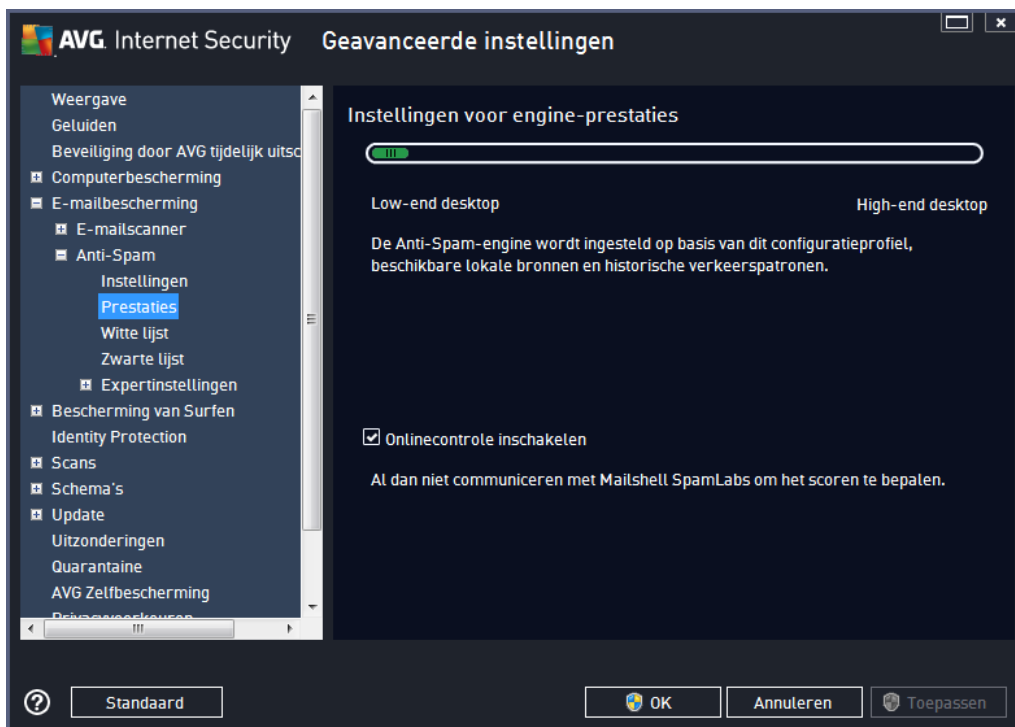 AVG. Internet Security
Geavanceerde instellingen
Weergave
Geluiden
Beveiliging door AVG tijdelijk uitsc
Computerbescherming
E-mailbescherming
E-mailscanner
Anti-Spam
Instellingen
Prestaties
Witte lijst
Zwarte lijst
Expertinstellingen
Bescherming van Surfen
Identity Protection
Scans
Schema's
Update
Uitzonderingen
Quarantaine
AVG Zelfbescherming
Privacyvoorkeuren
Instellingen voor engine-prestaties
Low-end desktop
High-end desktop
De Anti-Spam-engine wordt ingesteld op basis van dit configuratieprofiel,
beschikbare lokale bronnen en historische verkeerspatronen.
Onlinecontrole inschakelen
Al dan niet communiceren met Mailshell SpamLabs om het scoren te bepalen.
Standaard
OK
Annuleren
Toepassen